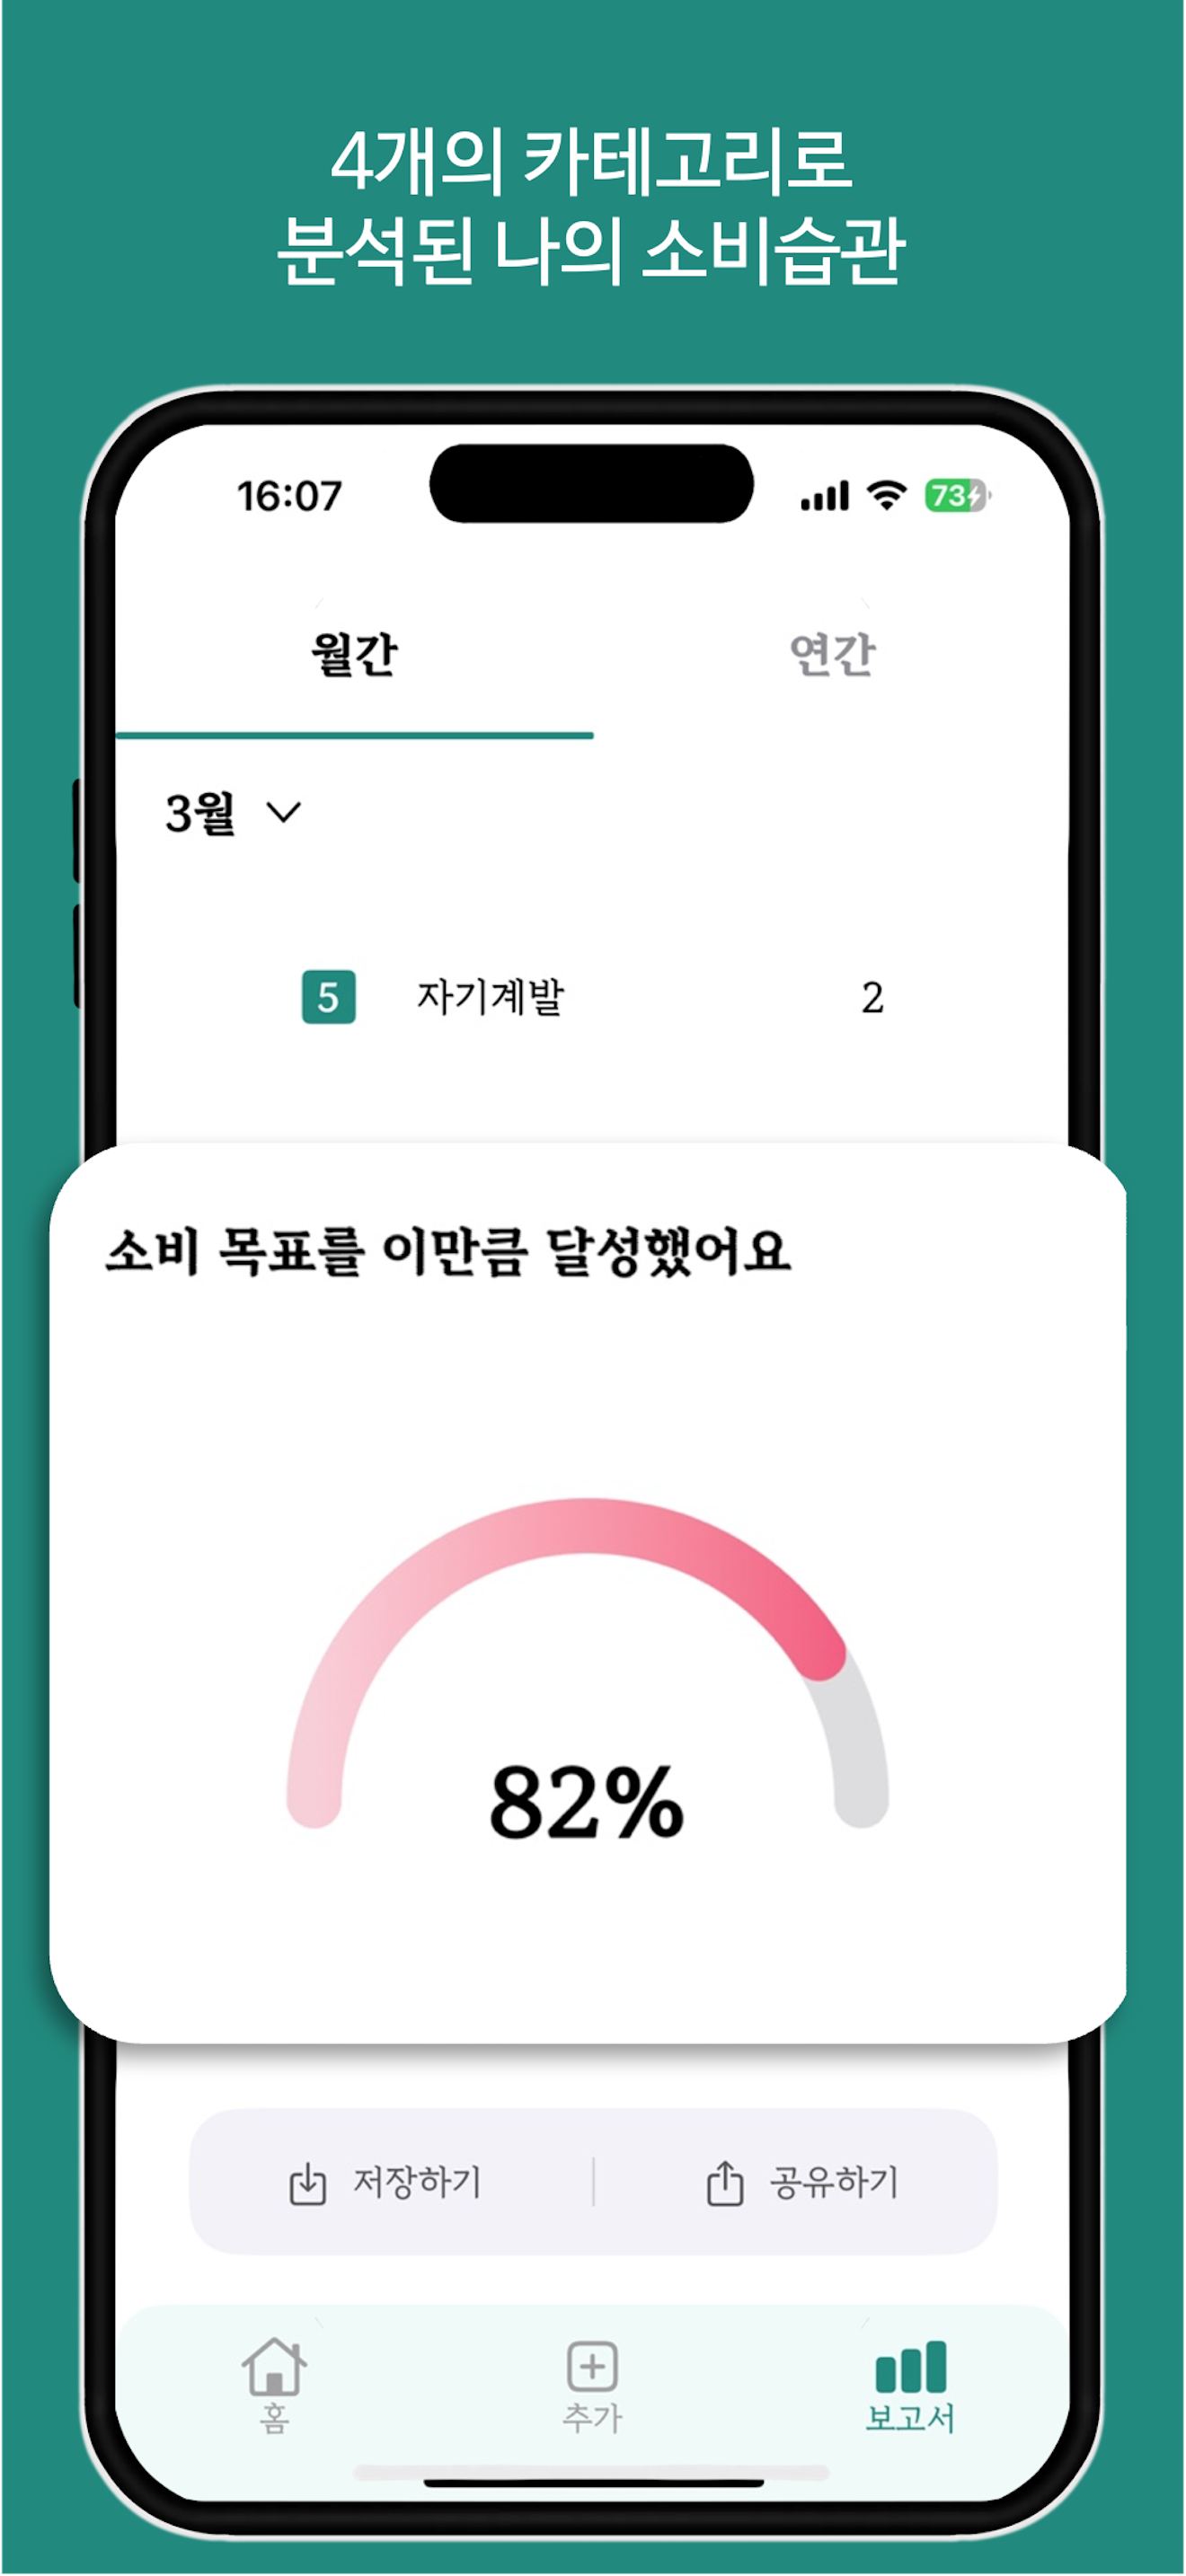 4개의 카테고리로
분석된 나의 소비습관
16:07 73
월간 연간
3월
5 자기계발 2
소비 목표를 이만큼 달성했어요
82%
저장하기 공유하기
홈 추가 보고서